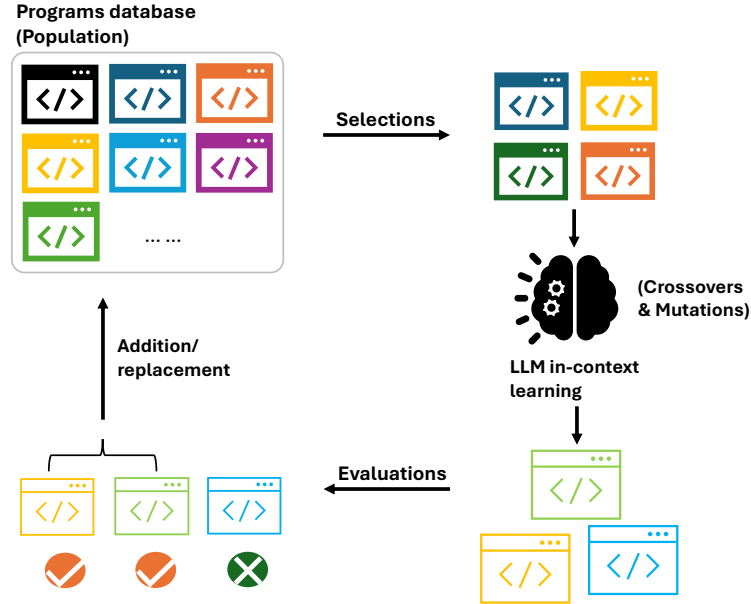 Programs database
(Population)
</>
</>
</>
</>
</>
</>
</>
... ...
Selections
</>
</>
</>
</>
(Crossovers
& Mutations)
LLM in-context
learning
</>
</>
</>
Evaluations
</>
</>
</>
Addition/
replacement